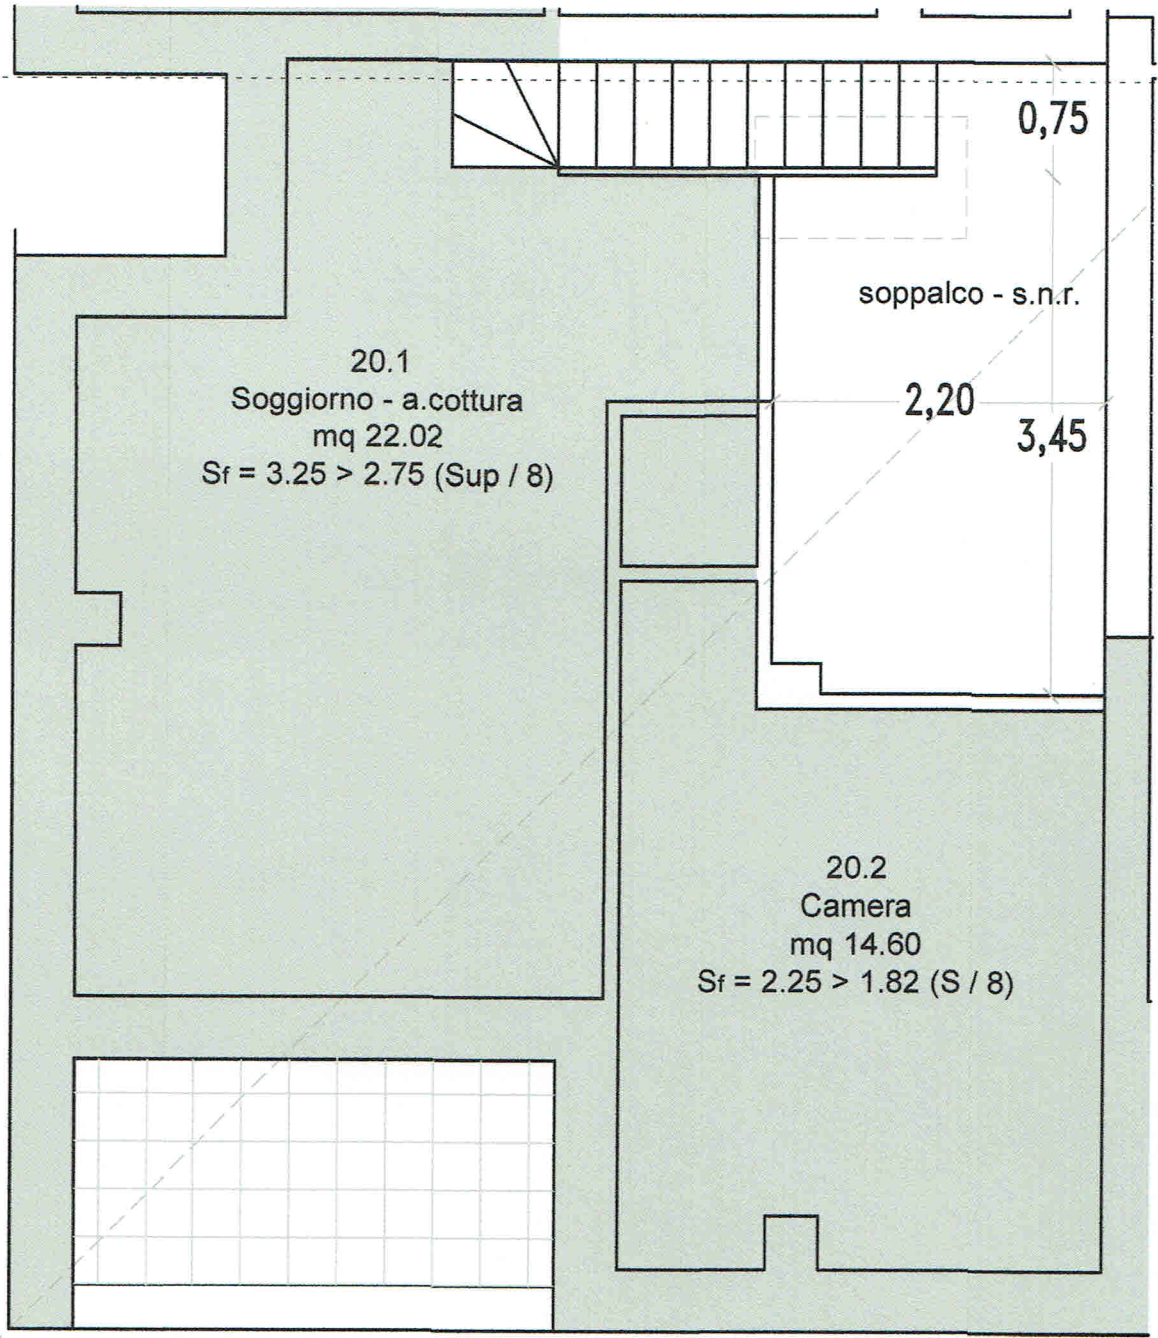 0,75
soppalco - s.n.r.
20.1
Soggiorno - a.cottura
mq 22.02
Sf = 3.25 > 2.75 (Sup / 8)
2,20
3,45
20.2
Camera
mq 14.60
Sf = 2.25 > 1.82 (S / 8)